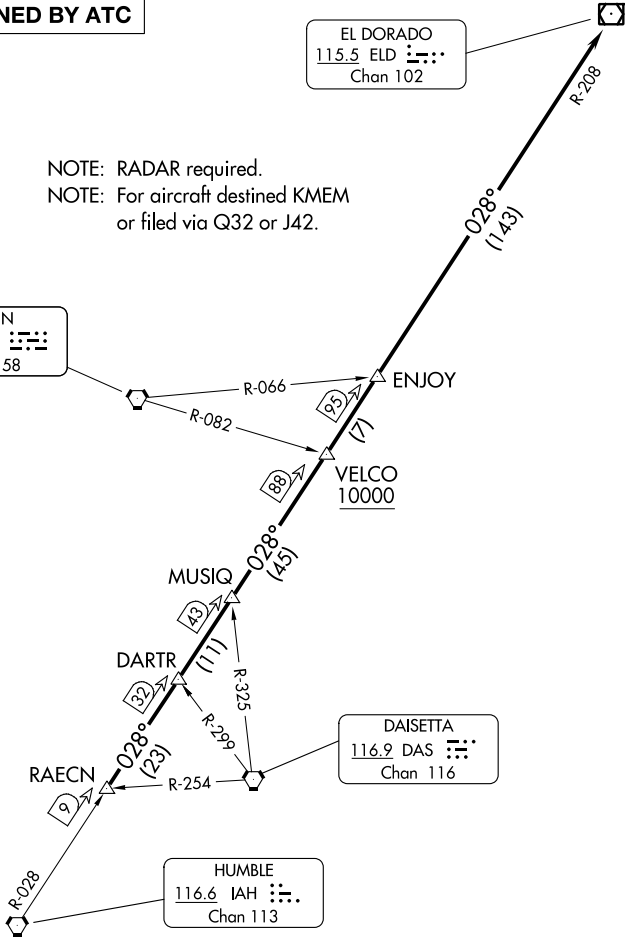 NED BY ATC
EL DORADO
115.5 ELD
Chan 102
R-208
NOTE: RADAR required.
NOTE: For aircraft destined KMEM
or filed via Q32 or J42.
028°
(143)
N
58
R-066
ENJOY
R-082
95
(7)
VELCO
10000
88
028°
(45)
MUSIQ
43
(11)
DARTR
R-325
32
R-299
028°
(23)
DAISETTA
116.9 DAS
Chan 116
RAECN
R-254
9
R-028
HUMBLE
116.6 IAH
Chan 113